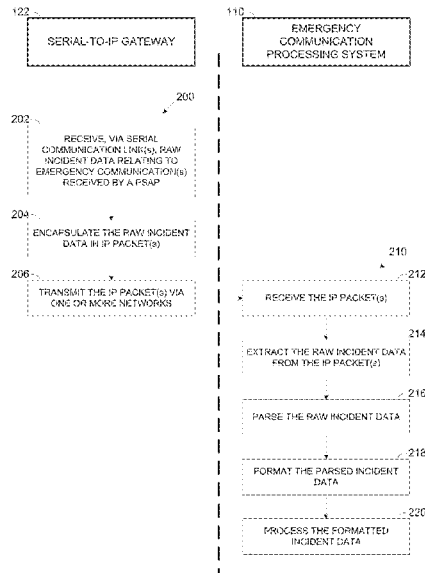 122
SERIAL-TO-IP GATEWAY
110
EMERGENCY
COMMUNICATION
PROCESSING SYSTEM
200
202
RECEIVE, VIA SERIAL
COMMUNICATION LINK(s), RAW
INCIDENT DATA RELATING TO
EMERGENCY COMMUNICATION(s)
RECEIVED BY A PSAP
204
ENCAPSULATE THE RAW INCIDENT
DATA IN IP PACKET(s)
206
TRANSMIT THE IP PACKET(s) VIA
ONE OR MORE NETWORKS
210
212
RECEIVE THE IP PACKET(s)
214
EXTRACT THE RAW INCIDENT DATA
FROM THE IP PACKET(s)
216
PARSE THE RAW INCIDENT DATA
218
FORMAT THE PARSED INCIDENT
DATA
220
PROCESS THE FORMATTED
INCIDENT DATA